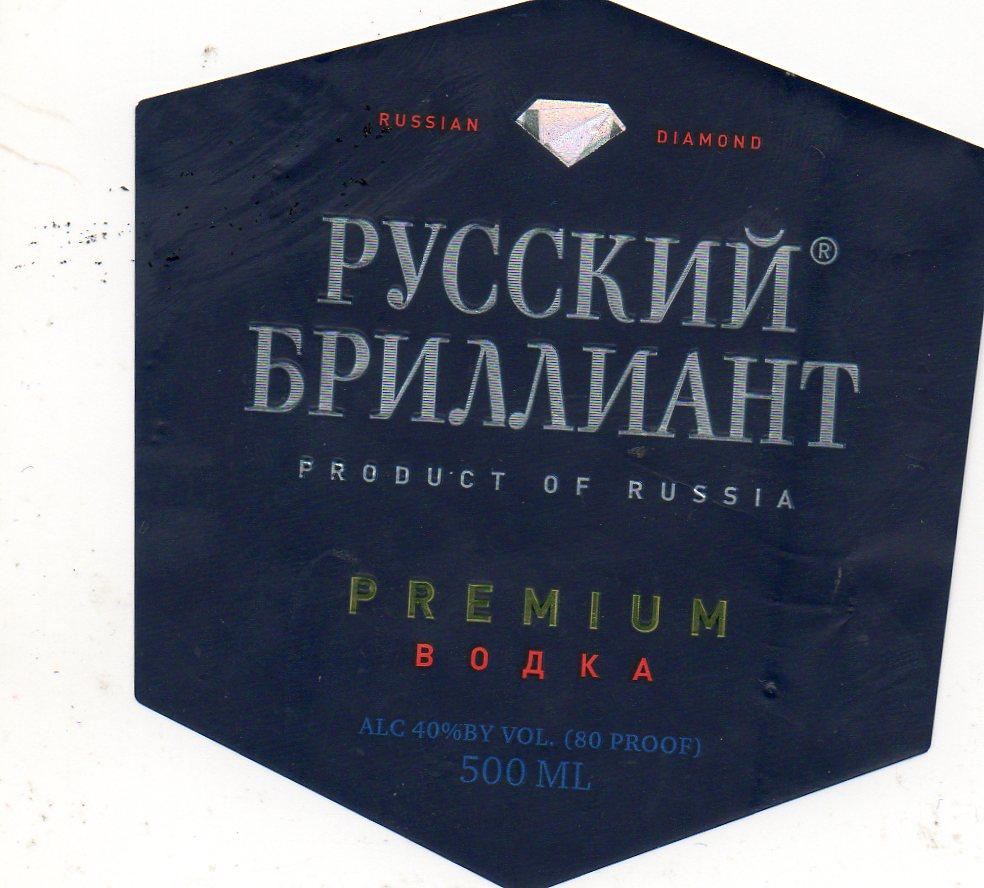 RUSSIAN DIAMOND
РУССКИЙ®
БРИЛЛИАНТ
PRODUCT OF RUSSIA
PREMIUM
ВОДКА
ALC 40%BY VOL. (80 PROOF)
500 ML